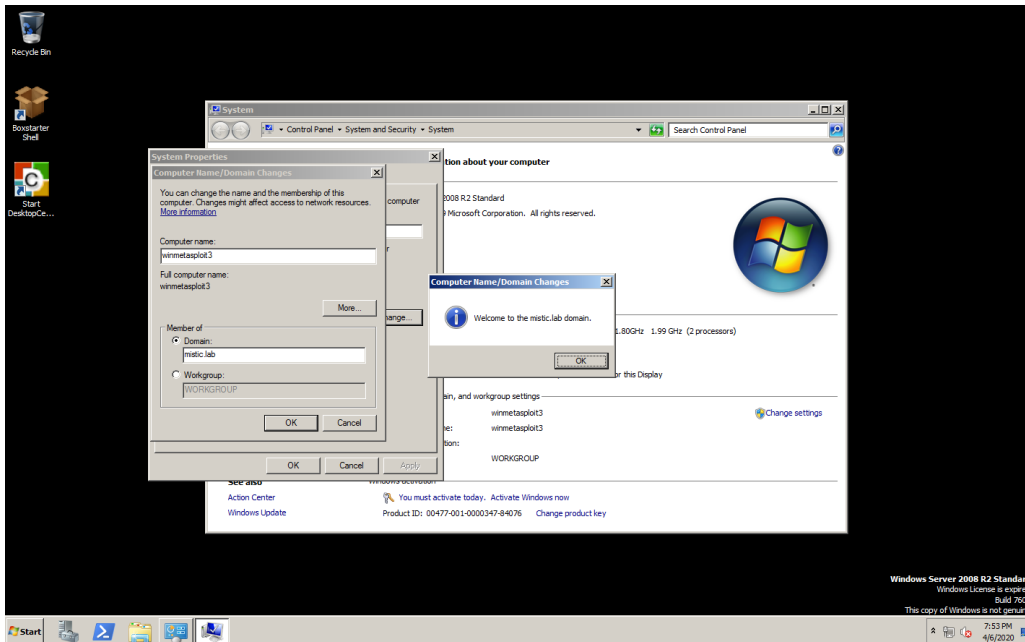 Recycle Bin
Boxstarter
Shell
Start
DesktopCe...
System
Control Panel
System and Security
System
Search Control Panel
tion about your computer
2008 R2 Standard
Microsoft Corporation. All rights reserved.
1.80GHz 1.99 GHz (2 processors)
or this Display
ain, and workgroup settings
winmetasploit3
Change settings
me:
winmetasploit3
tion:
WORKGROUP
See also
Windows activation
Action Center
You must activate today. Activate Windows now
Windows Update
Product ID: 00477-001-0000347-84076
Change product key
System Properties
computer
ange...
OK
Cancel
Apply
Computer Name/Domain Changes
You can change the name and the membership of this
computer. Changes might affect access to network resources.
More information
Computer name:
winmetasploit3
Full computer name:
winmetasploit3
More...
Member of
Domain:
mistic.lab
Workgroup:
WORKGROUP
OK
Cancel
Computer Name/Domain Changes
Welcome to the mistic.lab domain.
OK
Windows Server 2008 R2 Standar
Windows License is expire
Build 760
This copy of Windows is not genuin
Start
7:53 PM
4/6/2020